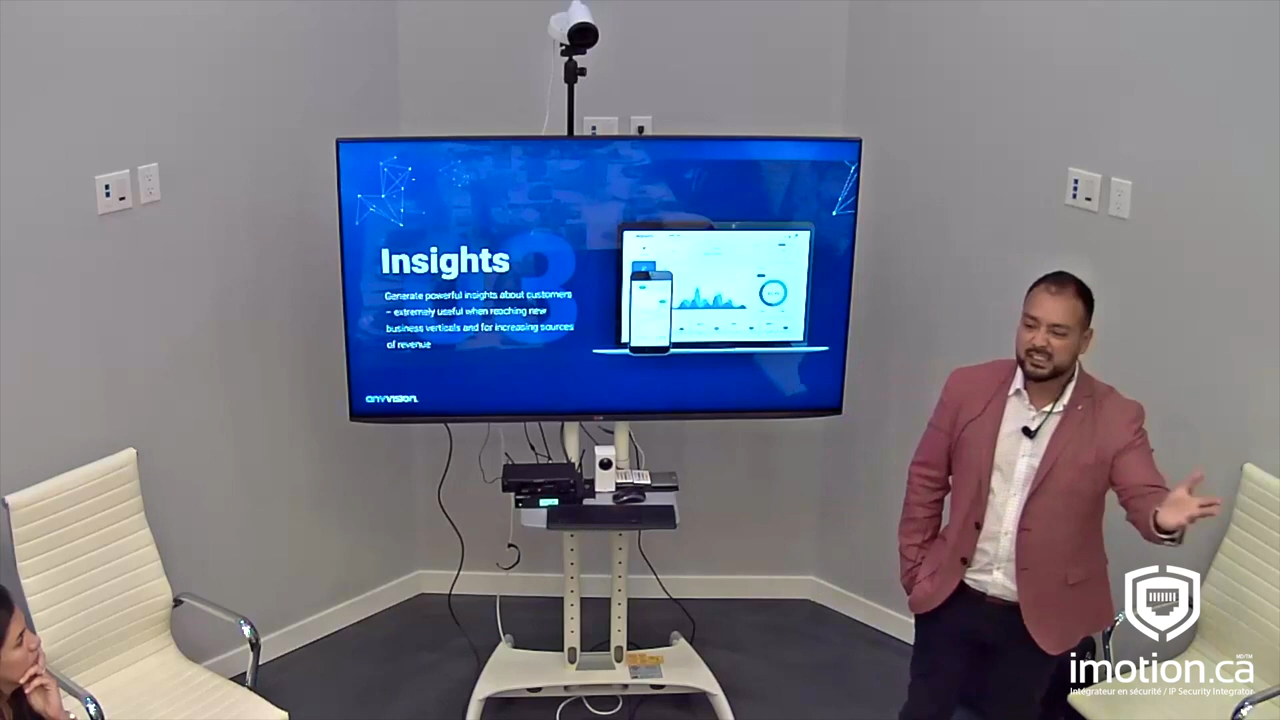 Insights
Generate powerful insights about customers
– extremely useful when reaching new
business verticals and for increasing sources
of revenue
anyvision
imotion.ca
Intégrateur en sécurité / IP Security Integrator